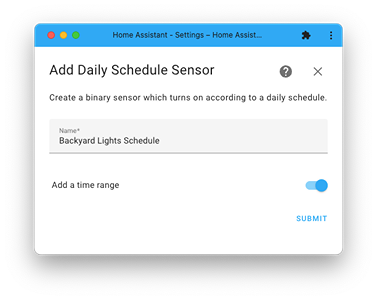 Home Assistant - Settings – Home Assist...
Add Daily Schedule Sensor
Create a binary sensor which turns on according to a daily schedule.
Name*
Backyard Lights Schedule
Add a time range
SUBMIT